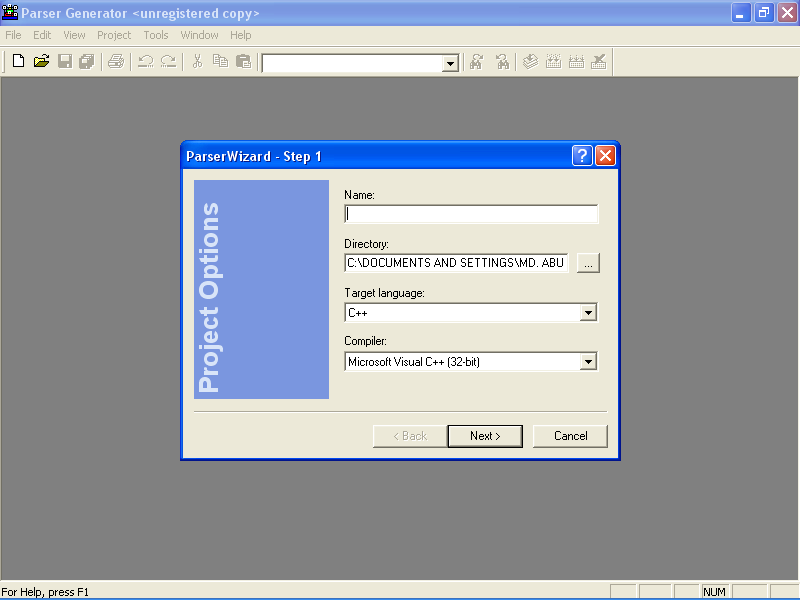 Parser Generator <unregistered copy>
File Edit View Project Tools Window Help
ParserWizard - Step 1
Project Options
Name:
Directory:
C:\DOCUMENTS AND SETTINGS\MD. ABU
...
Target language:
C++
Compiler:
Microsoft Visual C++ (32-bit)
< Back Next > Cancel
For Help, press F1 NUM